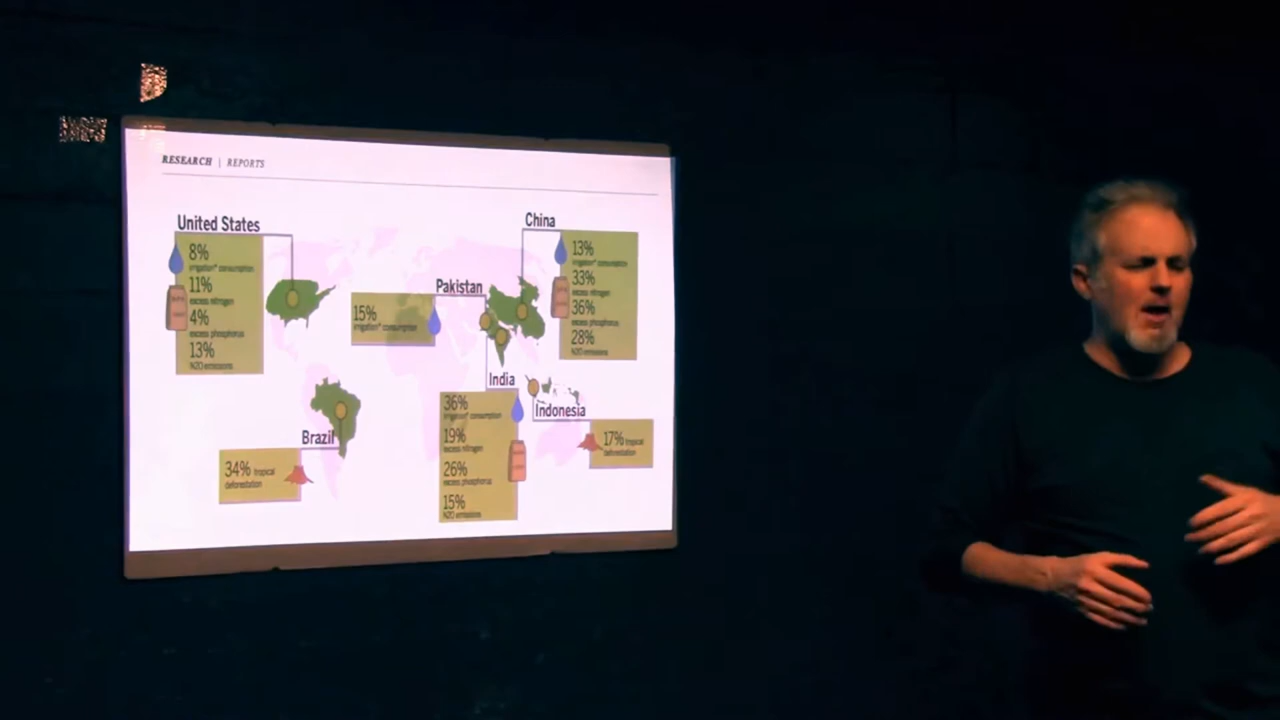 RESEARCH | REPORTS
United States
8%
irrigation* consumption
11%
excess nitrogen
4%
excess phosphorus
13%
N2O emissions
China
13%
irrigation* consumption
33%
excess nitrogen
36%
excess phosphorus
28%
N2O emissions
Pakistan
15%
irrigation* consumption
India
36%
irrigation* consumption
19%
excess nitrogen
26%
excess phosphorus
15%
N2O emissions
Indonesia
17% tropical
deforestation
Brazil
34% tropical
deforestation